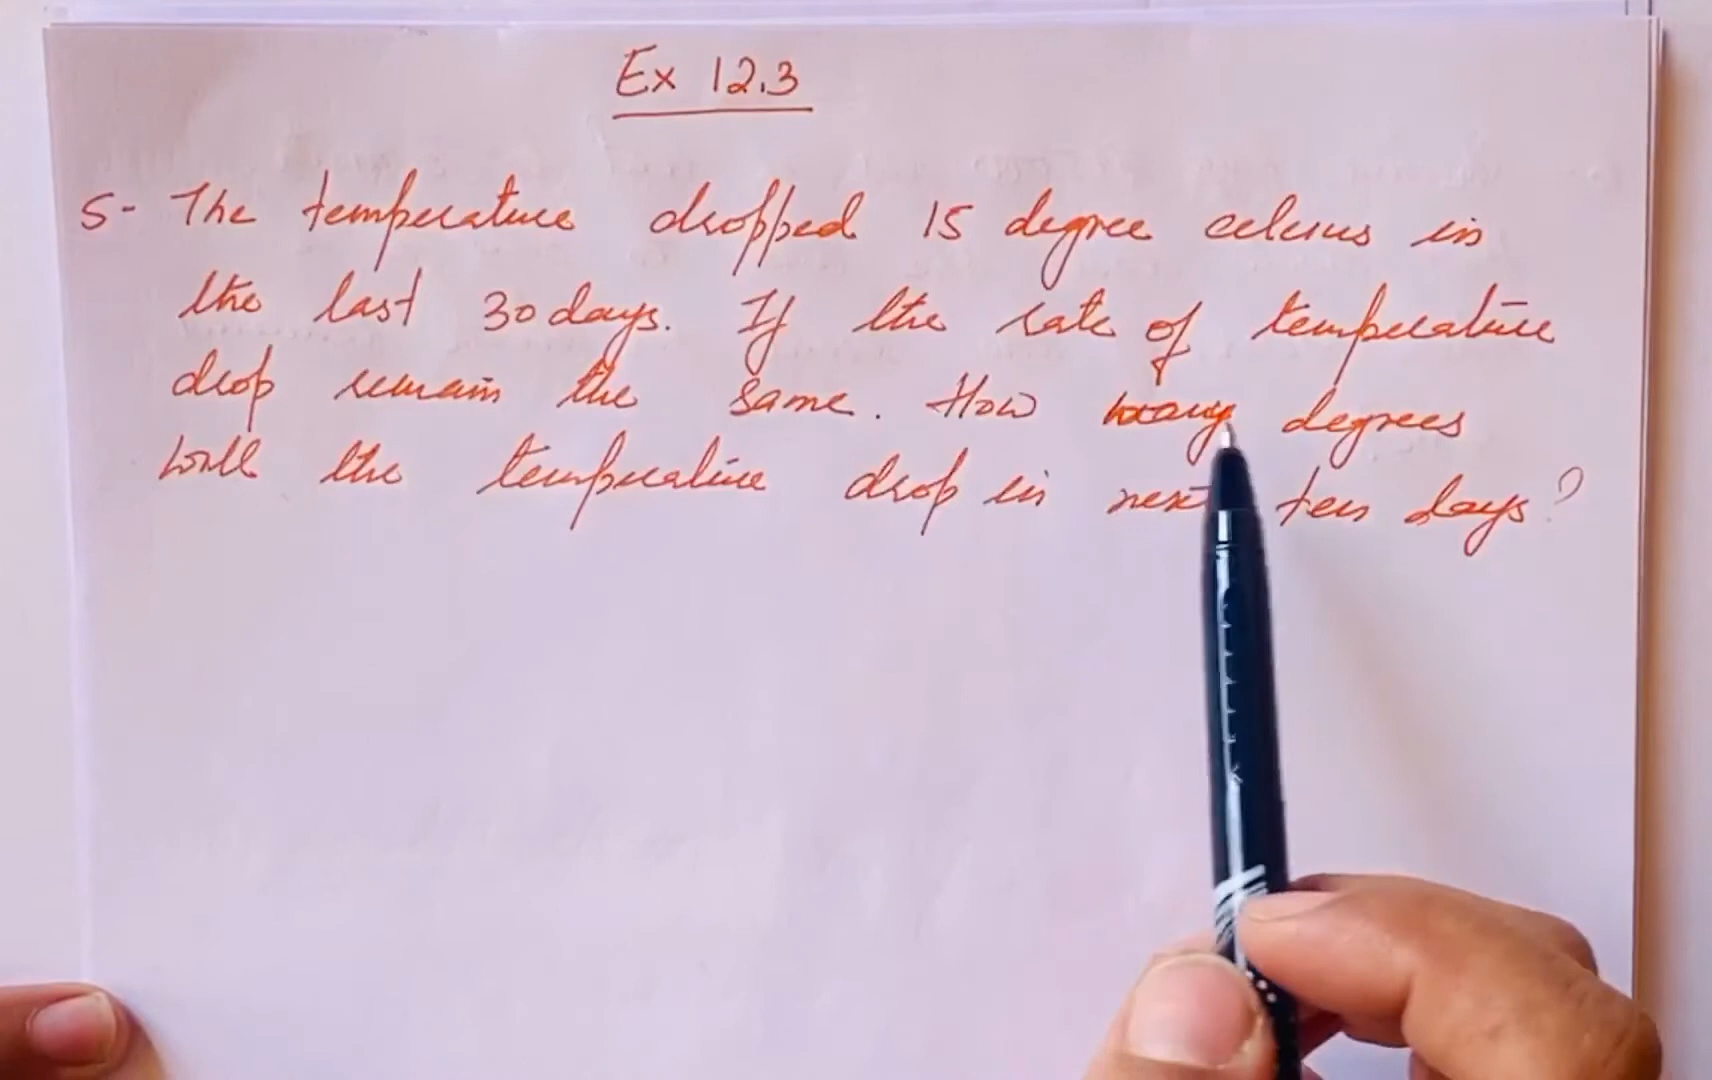 Ex 12.3
5- The temperature dropped 15 degree celcius in
the last 30 days. If the rate of temperature
drop remain the same. How many degrees
will the temperature drop in next ten days?